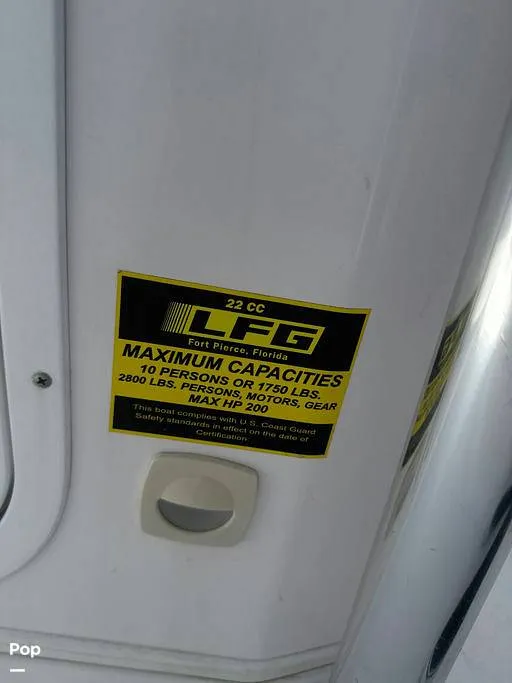 22 CC
LFG
Fort Pierce, Florida
MAXIMUM CAPACITIES
10 PERSONS OR 1750 LBS.
2800 LBS. PERSONS, MOTORS, GEAR
MAX HP 200
This boat complies with U.S. Coast Guard
Safety standards in effect on the date of
Certification
Pop